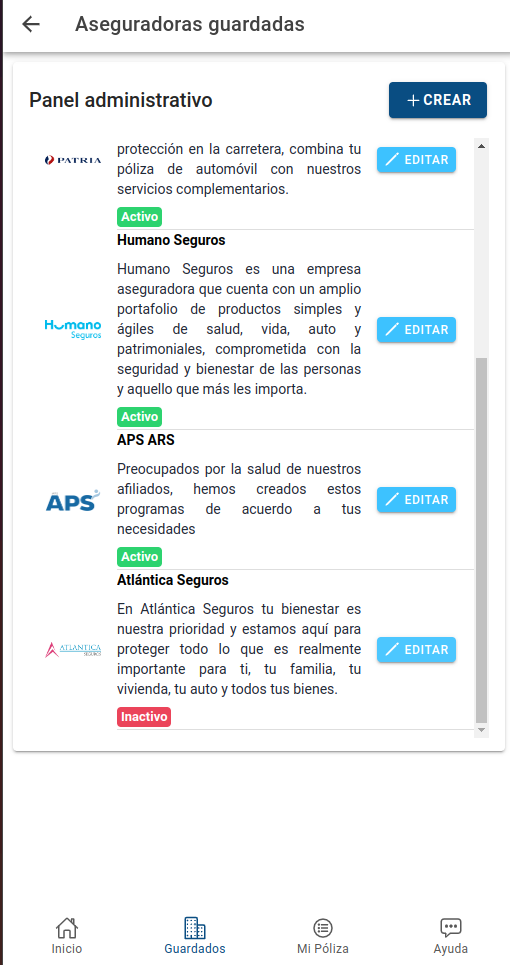 Aseguradoras guardadas
Panel administrativo
+ CREAR
PATRIA
protección en la carretera, combina tu
póliza de automóvil con nuestros
servicios complementarios.
EDITAR
Activo
Humano Seguros
Humano
Seguros
Humano Seguros es una empresa
aseguradora que cuenta con un amplio
portafolio de productos simples y
ágiles de salud, vida, auto y
patrimoniales, comprometida con la
seguridad y bienestar de las personas
y aquello que más les importa.
EDITAR
Activo
APS ARS
APS
Preocupados por la salud de nuestros
afiliados, hemos creados estos
programas de acuerdo a tus
necesidades
EDITAR
Activo
Atlántica Seguros
ATLANTICA
SEGUROS
En Atlántica Seguros tu bienestar es
nuestra prioridad y estamos aquí para
proteger todo lo que es realmente
importante para ti, tu familia, tu
vivienda, tu auto y todos tus bienes.
EDITAR
Inactivo
Inicio
Guardados
Mi Póliza
Ayuda